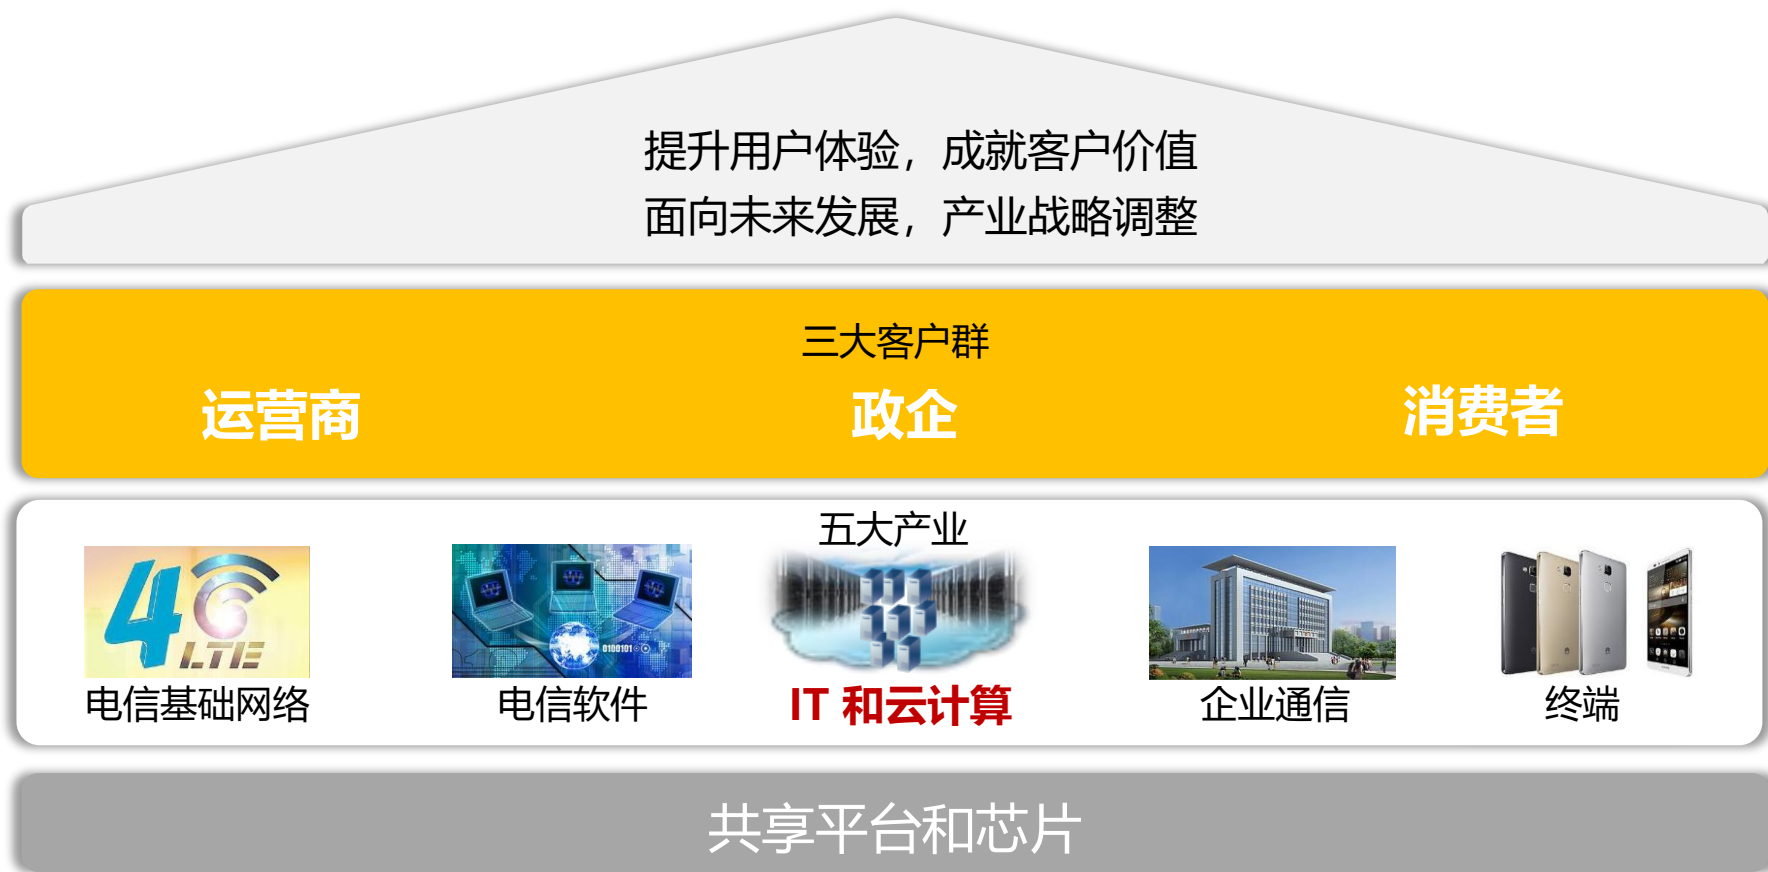 提升用户体验，成就客户价值
面向未来发展，产业战略调整
三大客户群
运营商 政企 消费者
五大产业
4G
LTE
0100101
电信基础网络 电信软件 IT 和云计算 企业通信 终端
共享平台和芯片